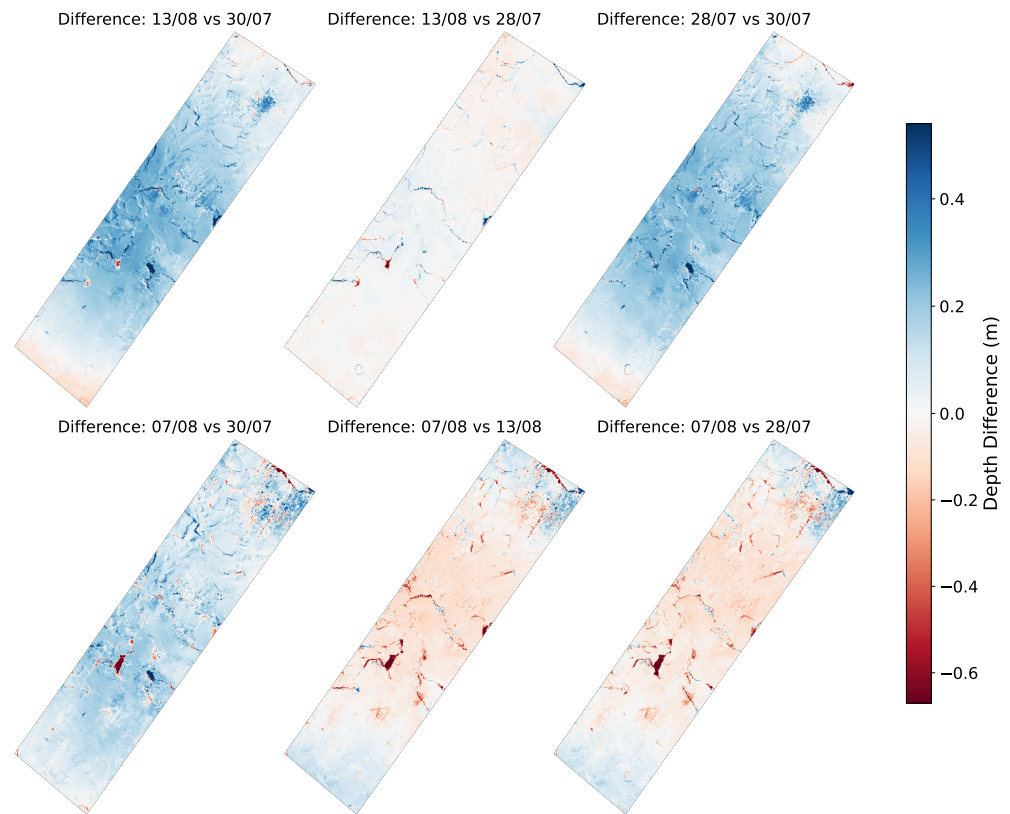 Difference: 13/08 vs 30/07
Difference: 13/08 vs 28/07
Difference: 28/07 vs 30/07
Difference: 07/08 vs 30/07
Difference: 07/08 vs 13/08
Difference: 07/08 vs 28/07
0.4
0.2
0.0
−0.2
−0.4
−0.6
Depth Difference (m)